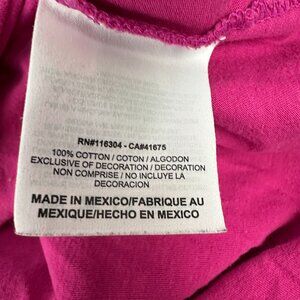 RN#116304 - CA#41675
100% COTTON / COTON / ALGODON
EXCLUSIVE OF DECORATION / DECORATION
NON COMPRISE / NO INCLUYE LA
DECORACION
MADE IN MEXICO/FABRIQUE AU
MEXIQUE/HECHO EN MEXICO